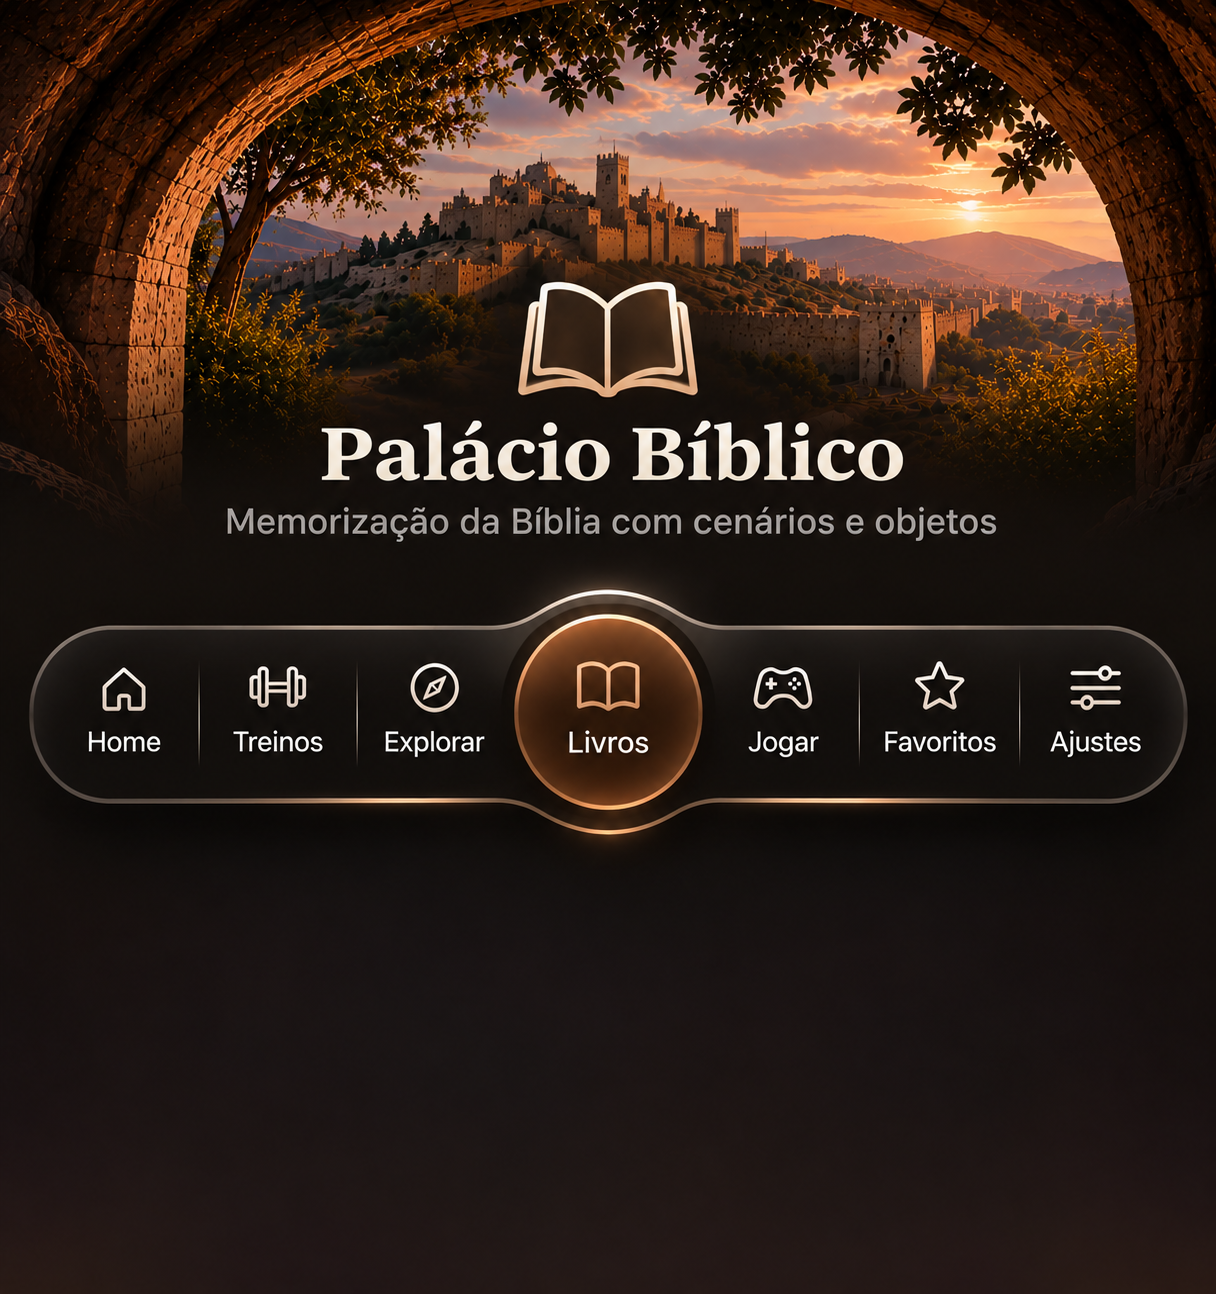 Palácio Bíblico
Memorização da Bíblia com cenários e objetos
Home
Treinos
Explorar
Livros
Jogar
Favoritos
Ajustes